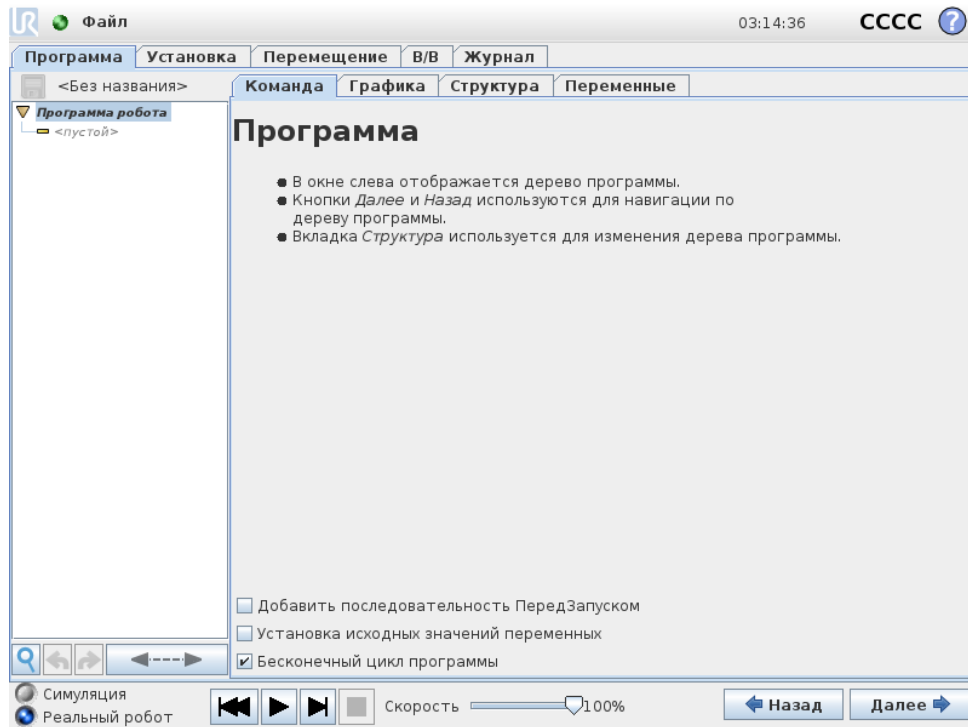 UR Файл 03:14:36 CCCC ?
Программа Установка Перемещение В/В Журнал
<Без названия> Команда Графика Структура Переменные
Программа робота
<пустой>
Программа
В окне слева отображается дерево программы.
Кнопки Далее и Назад используются для навигации по
дереву программы.
Вкладка Структура используется для изменения дерева программы.
Добавить последовательность ПередЗапуском
Установка исходных значений переменных
Бесконечный цикл программы
Симуляция
Реальный робот
Скорость 100% Назад Далее